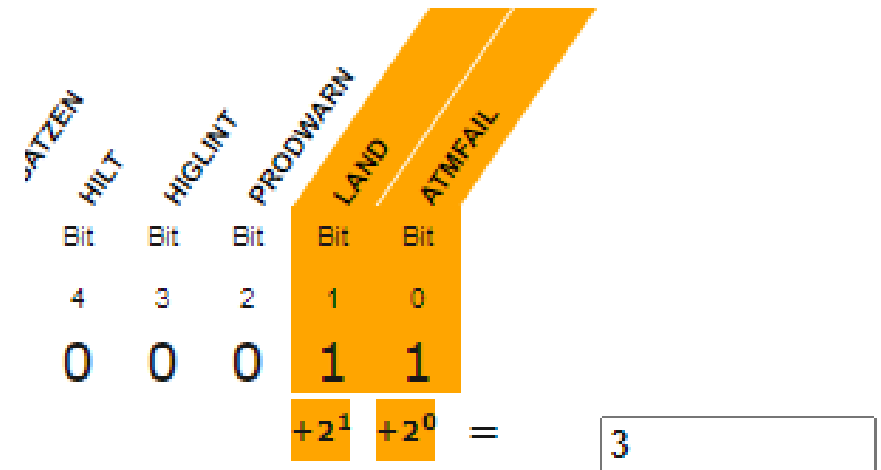 HILT
HIGLINT
PRODWARN
LAND
ATMFAIL
Bit Bit Bit Bit Bit
4 3 2 1 0
0 0 0 1 1
+2¹ +2⁰ = 3